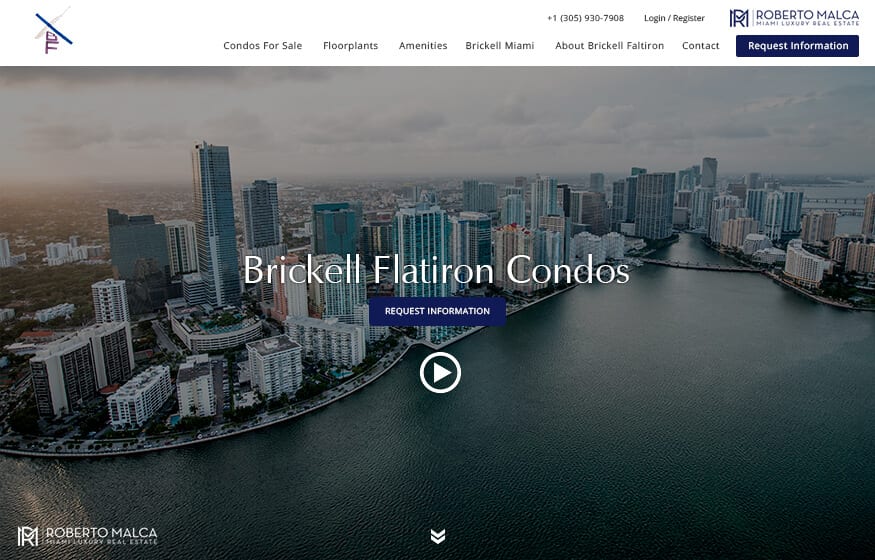 +1 (305) 930-7908
Login / Register
RM ROBERTO MALCA
MIAMI LUXURY REAL ESTATE
Condos For Sale
Floorplants
Amenities
Brickell Miami
About Brickell Faltiron
Contact
Request Information
Brickell Flatiron Condos
REQUEST INFORMATION
RM ROBERTO MALCA
MIAMI LUXURY REAL ESTATE